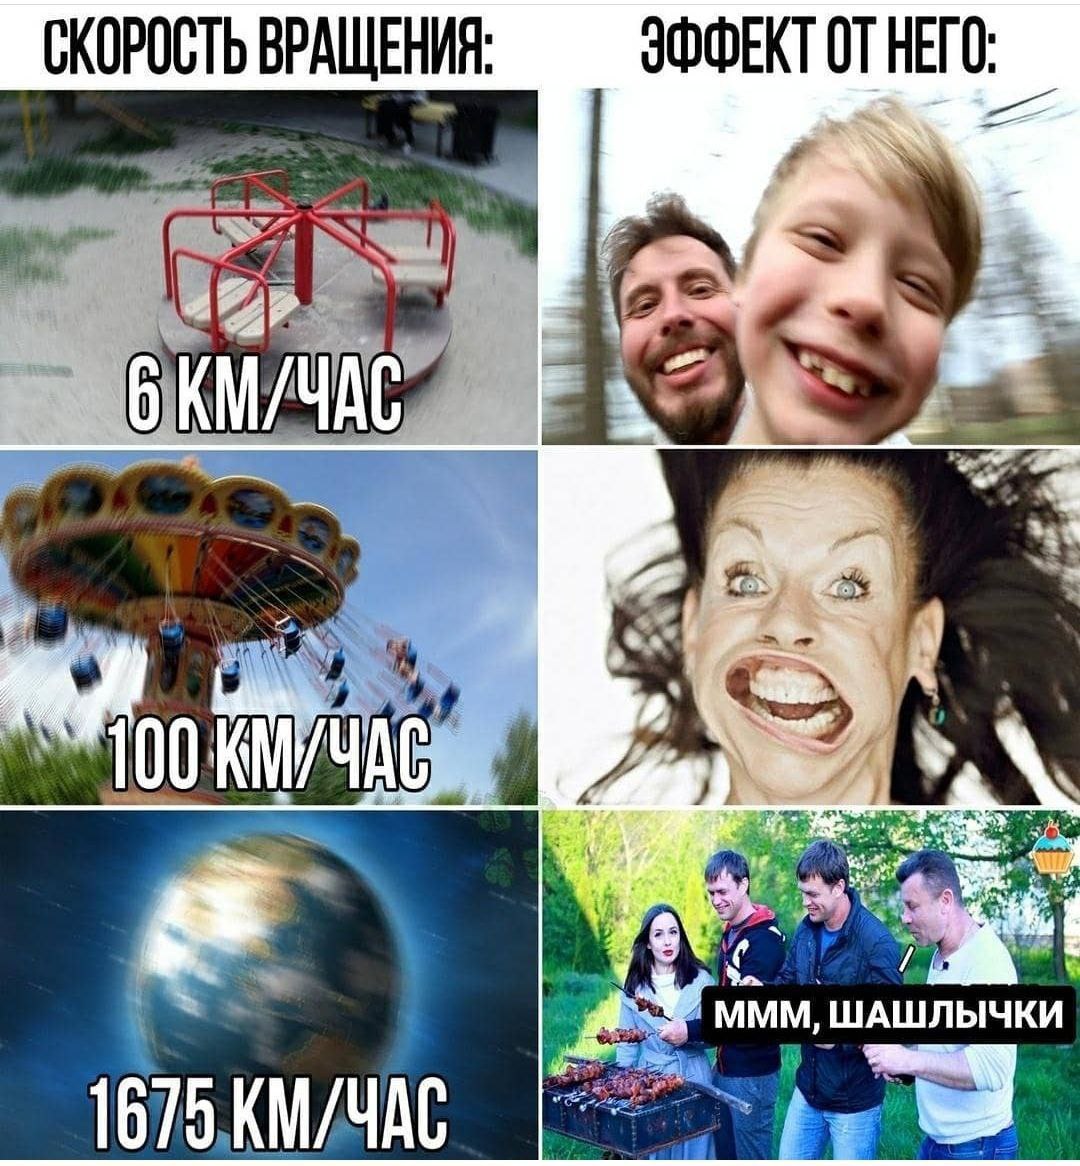 СКОРОСТЬ ВРАЩЕНИЯ:
ЭФФЕКТ ОТ НЕГО:
6 КМ/ЧАС
100 КМ/ЧАС
1675 КМ/ЧАС
МММ, ШАШЛЫЧКИ